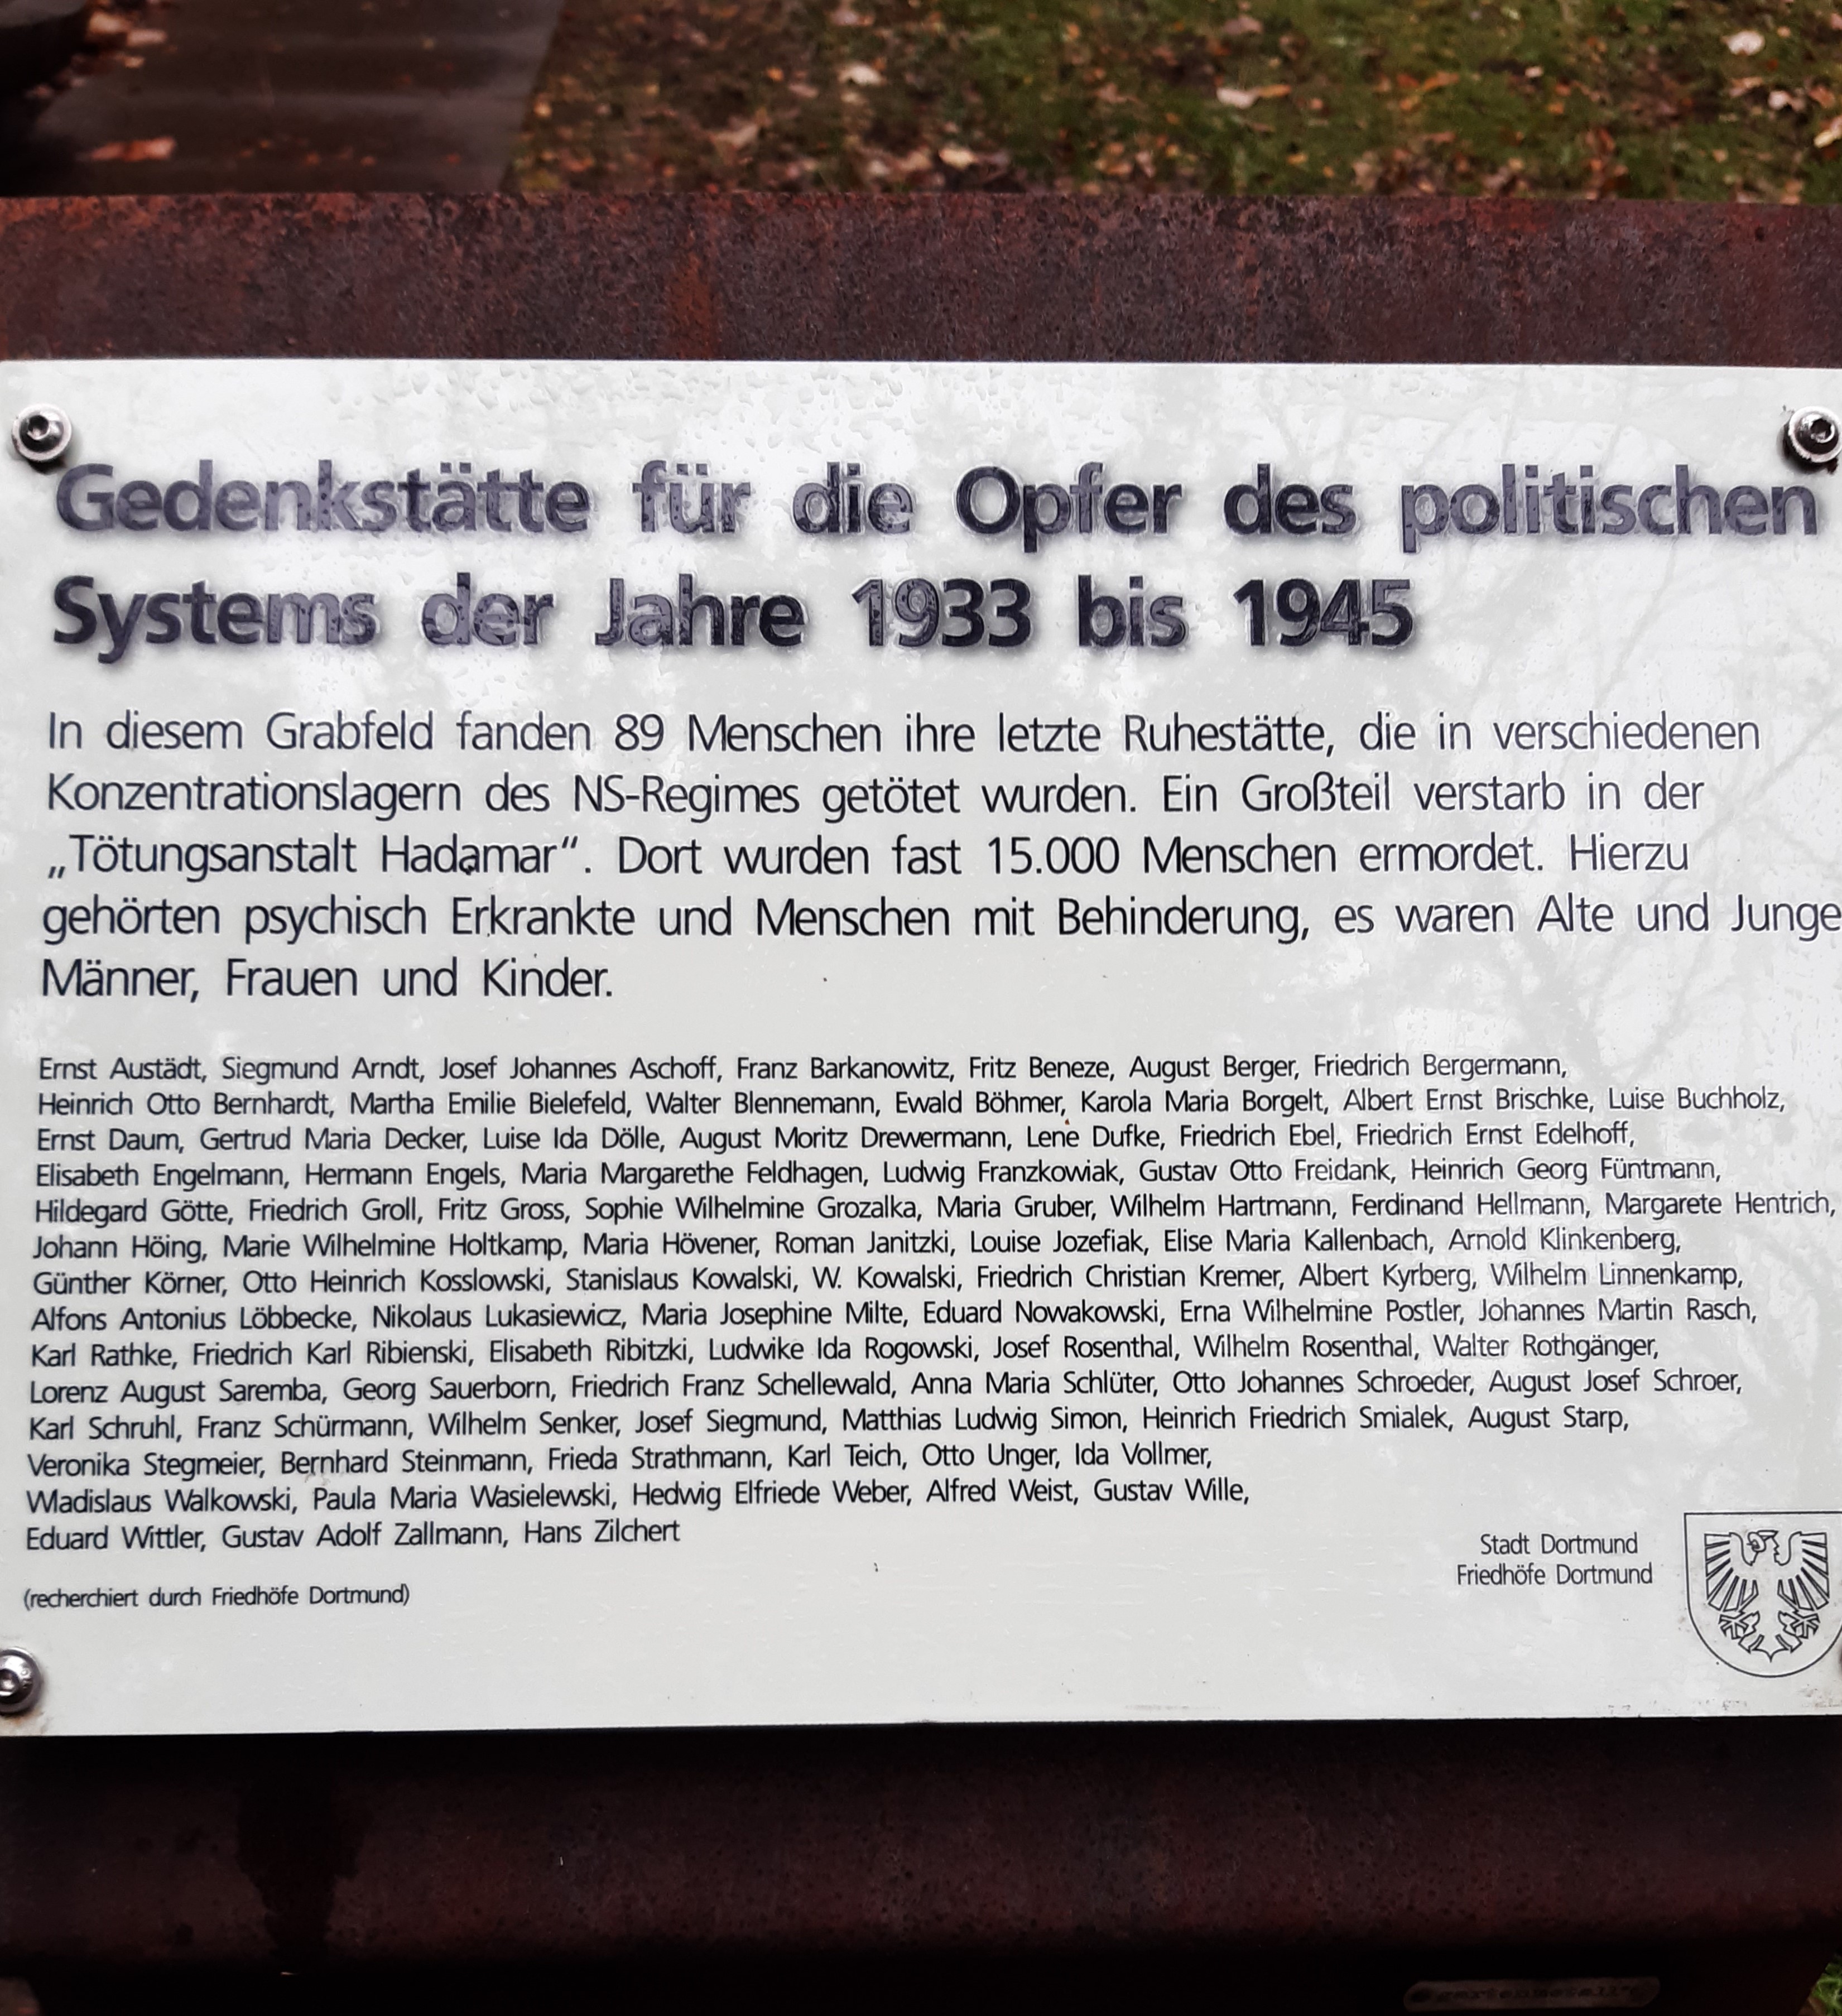 Gedenkstätte für die Opfer des politischen
Systems der Jahre 1933 bis 1945
In diesem Grabfeld fanden 89 Menschen ihre letzte Ruhestätte, die in verschiedenen
Konzentrationslagern des NS-Regimes getötet wurden. Ein Großteil verstarb in der
„Tötungsanstalt Hadamar“. Dort wurden fast 15.000 Menschen ermordet. Hierzu
gehörten psychisch Erkrankte und Menschen mit Behinderung, es waren Alte und Junge
Männer, Frauen und Kinder.
Ernst Austädt, Siegmund Arndt, Josef Johannes Aschoff, Franz Barkanowitz, Fritz Beneze, August Berger, Friedrich Bergermann,
Heinrich Otto Bernhardt, Martha Emilie Bielefeld, Walter Blennemann, Ewald Böhmer, Karola Maria Borgelt, Albert Ernst Brischke, Luise Buchholz,
Ernst Daum, Gertrud Maria Decker, Luise Ida Dölle, August Moritz Drewermann, Lene Dufke, Friedrich Ebel, Friedrich Ernst Edelhoff,
Elisabeth Engelmann, Hermann Engels, Maria Margarethe Feldhagen, Ludwig Franzkowiak, Gustav Otto Freidank, Heinrich Georg Füntmann,
Hildegard Götte, Friedrich Groll, Fritz Gross, Sophie Wilhelmine Grozalka, Maria Gruber, Wilhelm Hartmann, Ferdinand Hellmann, Margarete Hentrich,
Johann Höing, Marie Wilhelmine Holtkamp, Maria Hövener, Roman Janitzki, Louise Jozefiak, Elise Maria Kallenbach, Arnold Klinkenberg,
Günther Körner, Otto Heinrich Kosslowski, Stanislaus Kowalski, W. Kowalski, Friedrich Christian Kremer, Albert Kyrberg, Wilhelm Linnenkamp,
Alfons Antonius Löbbecke, Nikolaus Lukasiewicz, Maria Josephine Milte, Eduard Nowakowski, Erna Wilhelmine Postler, Johannes Martin Rasch,
Karl Rathke, Friedrich Karl Ribienski, Elisabeth Ribitzki, Ludwike Ida Rogowski, Josef Rosenthal, Wilhelm Rosenthal, Walter Rothgänger,
Lorenz August Saremba, Georg Sauerborn, Friedrich Franz Schellewald, Anna Maria Schlüter, Otto Johannes Schroeder, August Josef Schroer,
Karl Schruhl, Franz Schürmann, Wilhelm Senker, Josef Siegmund, Matthias Ludwig Simon, Heinrich Friedrich Smialek, August Starp,
Veronika Stegmeier, Bernhard Steinmann, Frieda Strathmann, Karl Teich, Otto Unger, Ida Vollmer,
Wladislaus Walkowski, Paula Maria Wasielewski, Hedwig Elfriede Weber, Alfred Weist, Gustav Wille,
Eduard Wittler, Gustav Adolf Zallmann, Hans Zilchert
(recherchiert durch Friedhöfe Dortmund)
Stadt Dortmund
Friedhöfe Dortmund